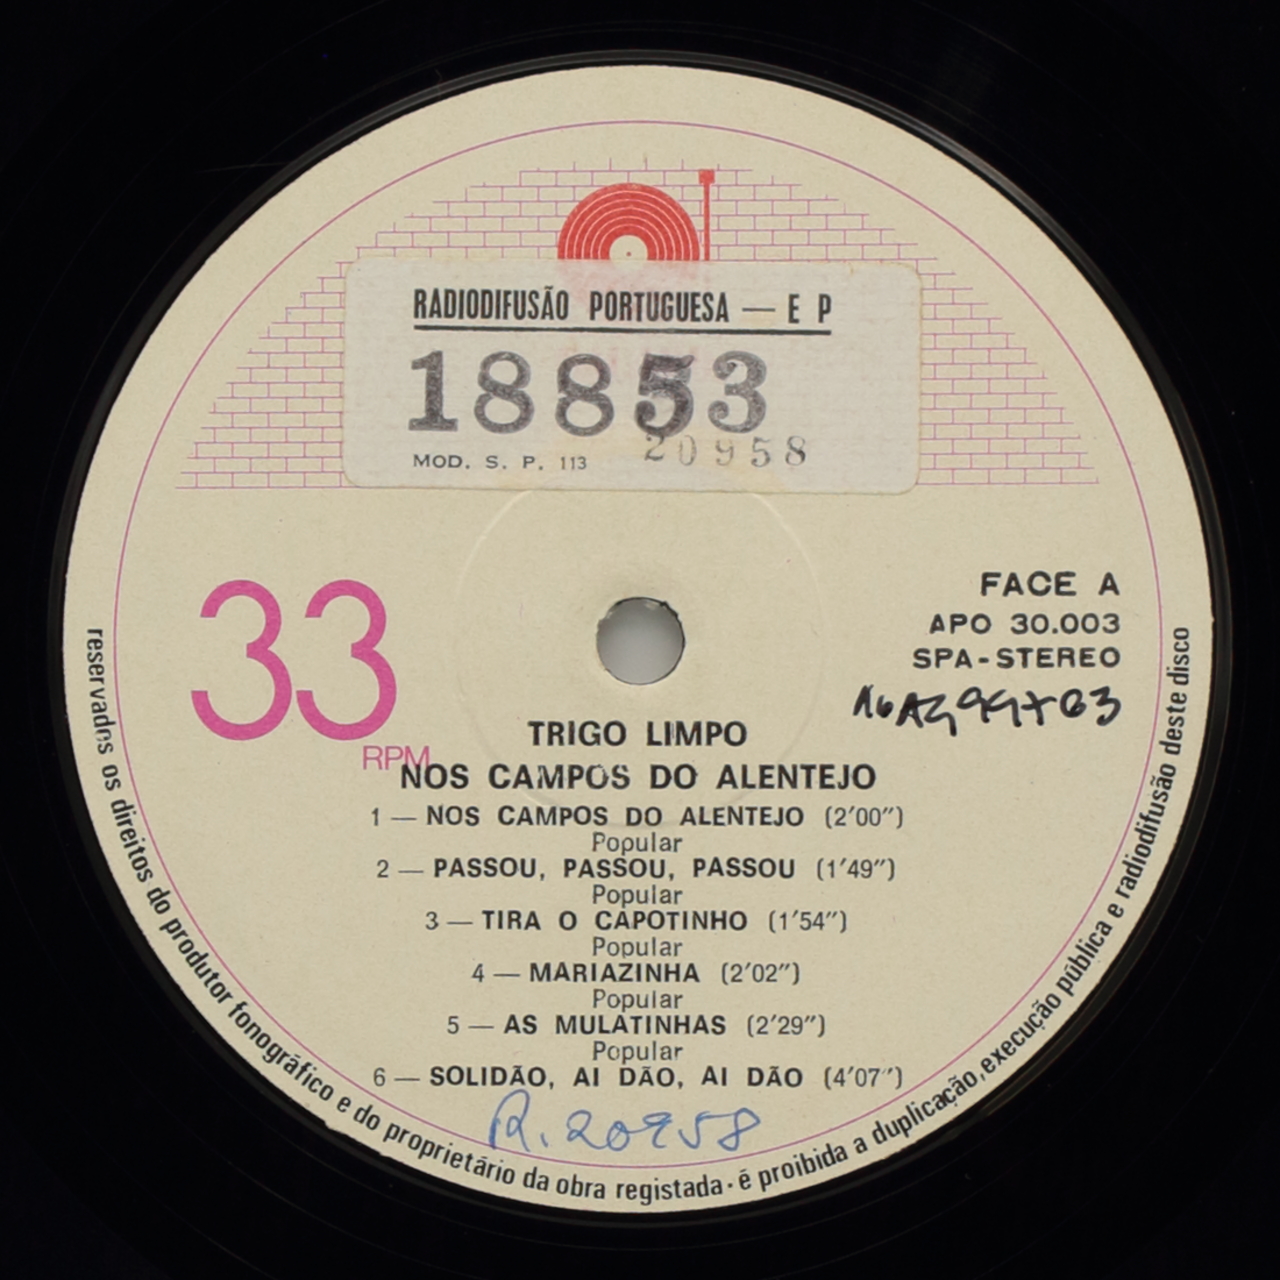 RADIODIFUSÃO PORTUGUESA — E P
18853
20958
MOD. S. P. 113
33
RPM
FACE A
APO 30.003
SPA-STEREO
TRIGO LIMPO
NOS CAMPOS DO ALENTEJO
1 — NOS CAMPOS DO ALENTEJO (2'00")
Popular
2 — PASSOU, PASSOU, PASSOU (1'49")
Popular
3 — TIRA O CAPOTINHO (1'54")
Popular
4 — MARIAZINHA (2'02")
Popular
5 — AS MULATINHAS (2'29")
Popular
6 — SOLIDÃO, AI DÃO, AI DÃO (4'07")
R. 20958
reservados os direitos do produtor fonográfico e do proprietário da obra registada · é proibida a duplicação, execução pública e radiodifusão deste disco